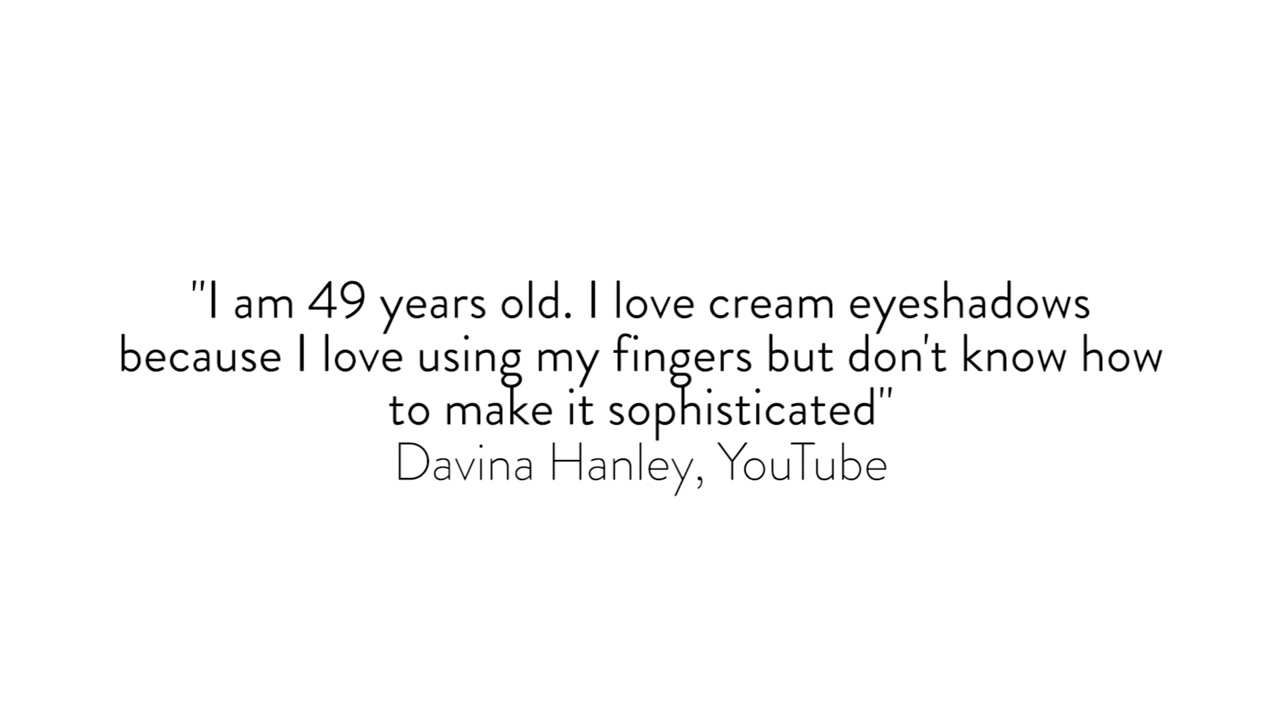 "I am 49 years old. I love cream eyeshadows
because I love using my fingers but don't know how
to make it sophisticated"
Davina Hanley, YouTube